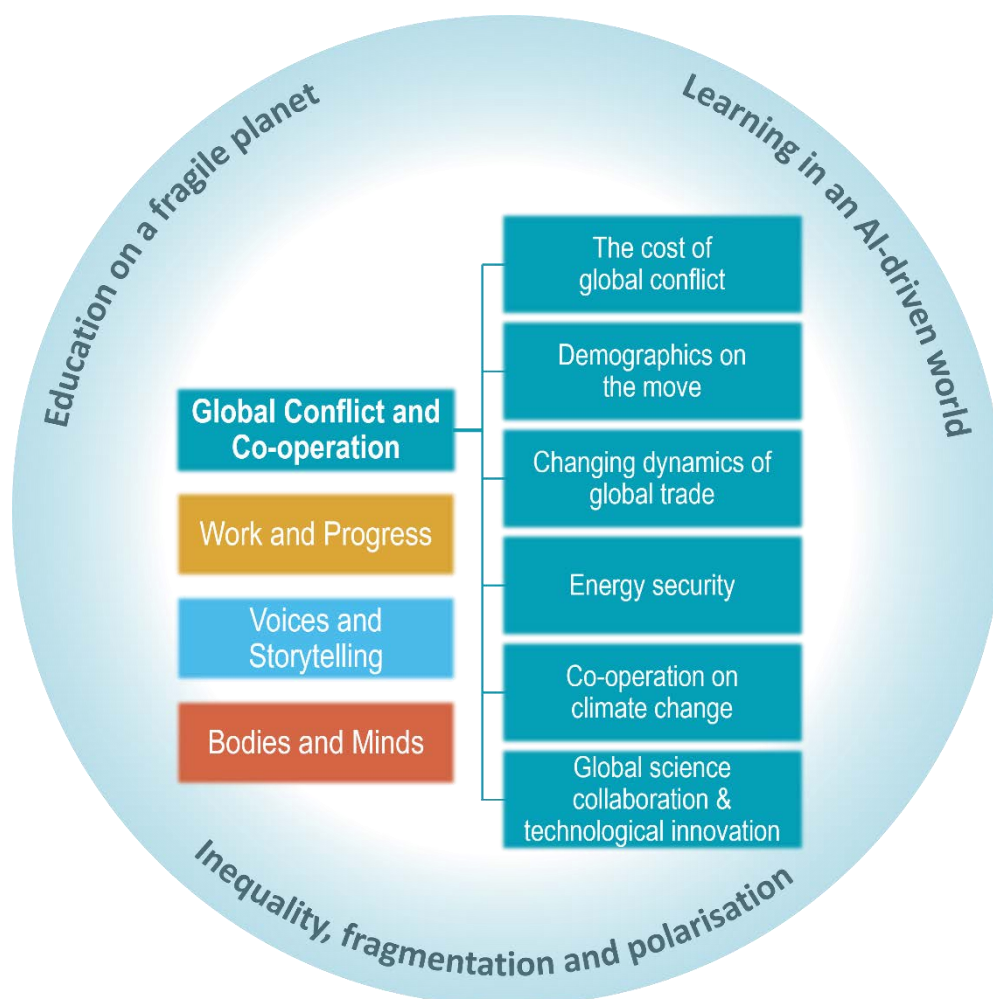 Education on a fragile planet
Learning in an AI-driven world
Global Conflict and
Co-operation
Work and Progress
Voices and
Storytelling
Bodies and Minds
The cost of
global conflict
Demographics on
the move
Changing dynamics of
global trade
Energy security
Co-operation on
climate change
Global science
collaboration &
technological innovation
Inequality, fragmentation and polarisation